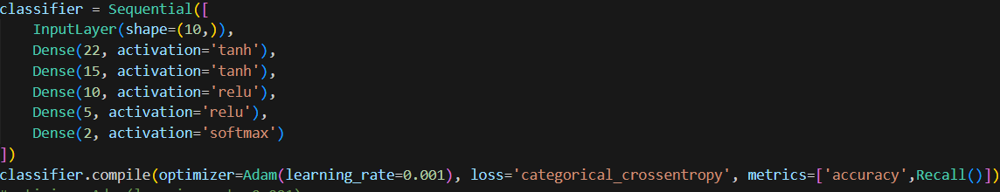 classifier = Sequential([
    InputLayer(shape=(10,)),
    Dense(22, activation='tanh'),
    Dense(15, activation='tanh'),
    Dense(10, activation='relu'),
    Dense(5, activation='relu'),
    Dense(2, activation='softmax')
])
classifier.compile(optimizer=Adam(learning_rate=0.001), loss='categorical_crossentropy', metrics=['accuracy',Recall()])